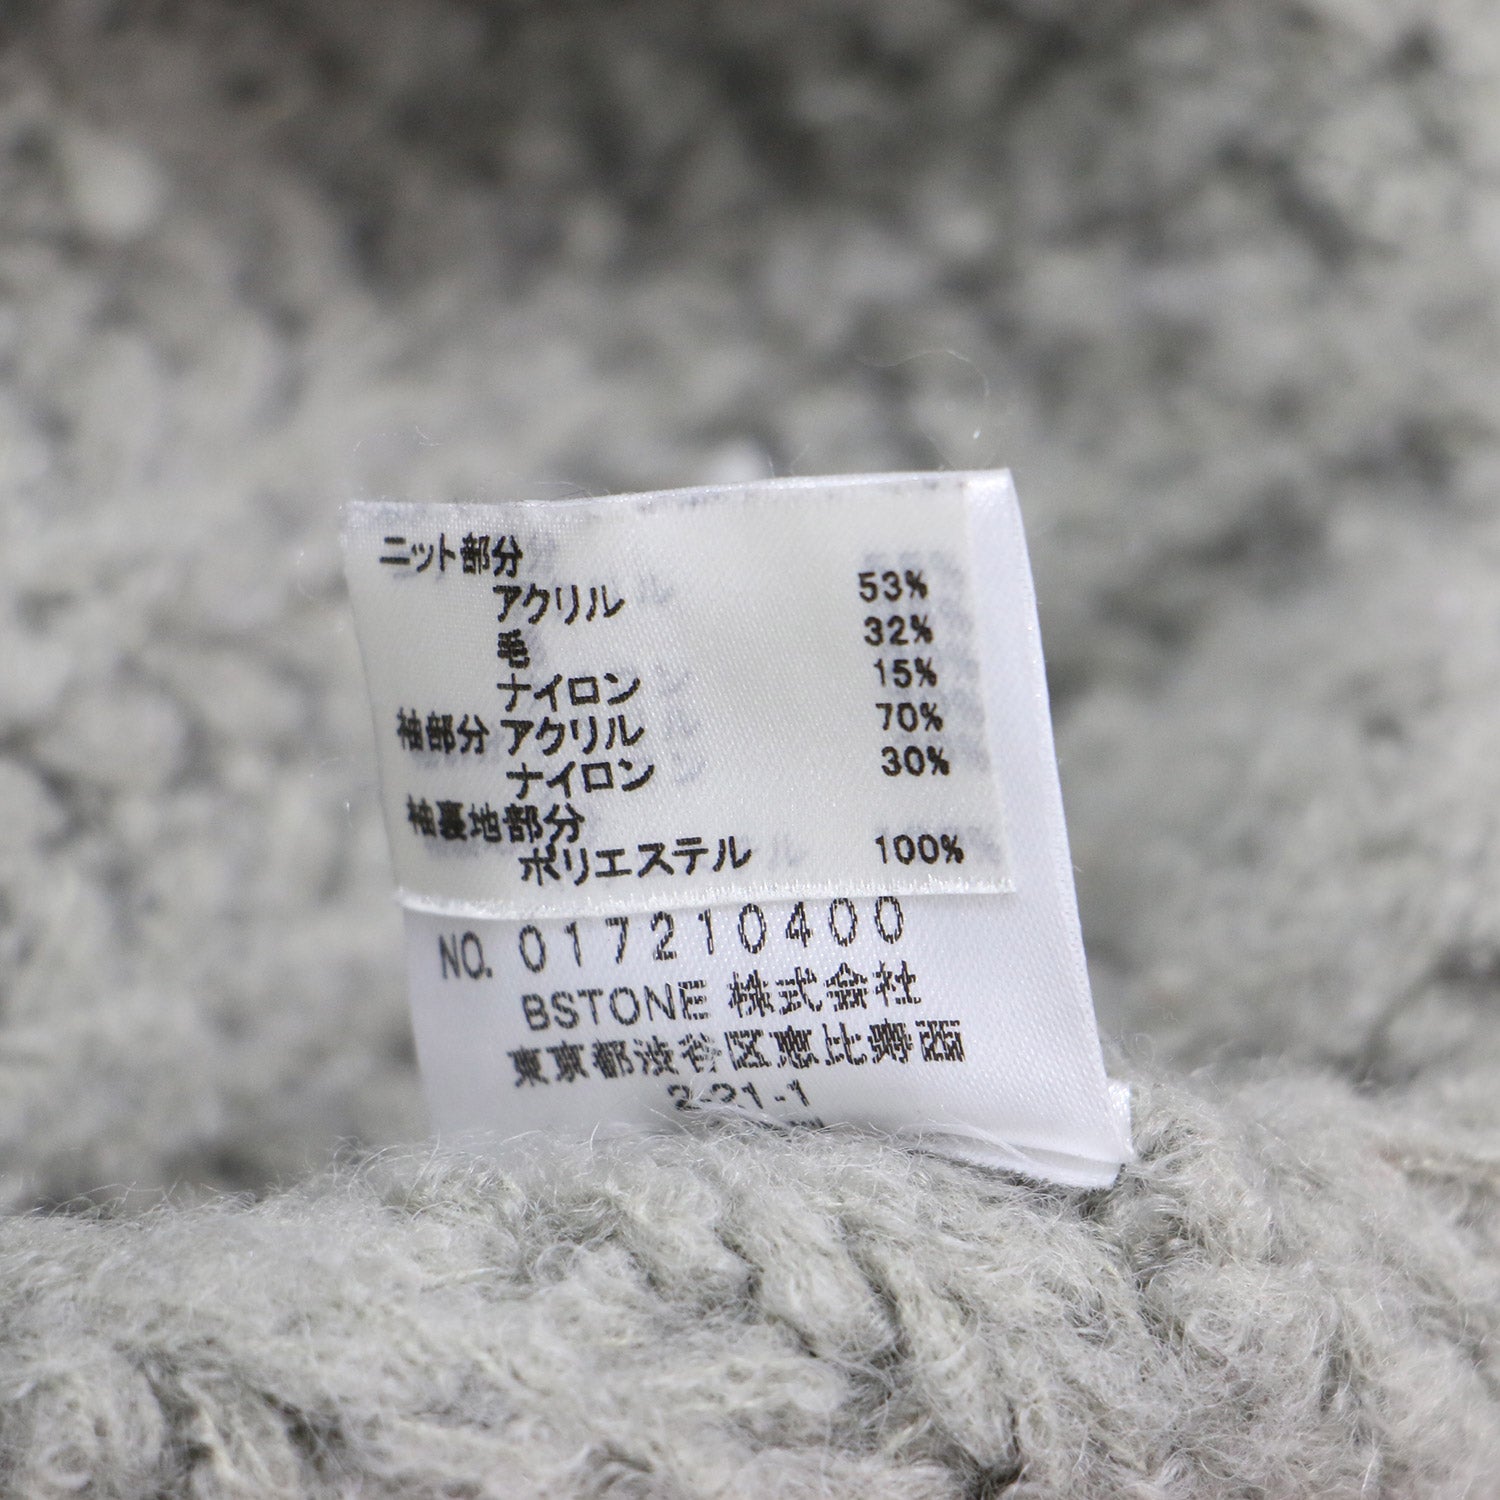 ニット部分
アクリル 53%
毛 32%
ナイロン 15%
袖部分 アクリル 70%
ナイロン 30%
袖裏地部分
ポリエステル 100%
NO. 017210400
BSTONE 株式會社
東京都渋谷区恵比寿西
2-21-1